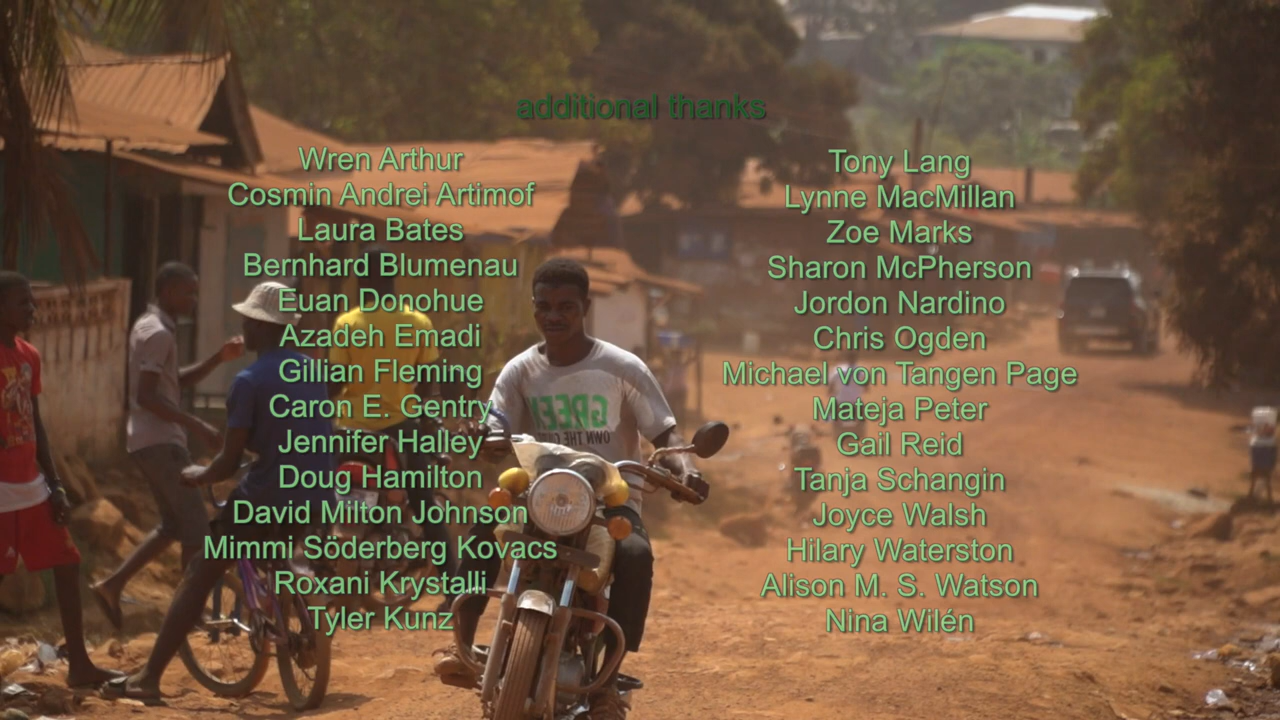 additional thanks
Wren Arthur
Cosmin Andrei Artimof
Laura Bates
Bernhard Blumenau
Euan Donohue
Azadeh Emadi
Gillian Fleming
Caron E. Gentry
Jennifer Halley
Doug Hamilton
David Milton Johnson
Mimmi Söderberg Kovacs
Roxani Krystalli
Tyler Kunz
Tony Lang
Lynne MacMillan
Zoe Marks
Sharon McPherson
Jordon Nardino
Chris Ogden
Michael von Tangen Page
Mateja Peter
Gail Reid
Tanja Schangin
Joyce Walsh
Hilary Waterston
Alison M. S. Watson
Nina Wilén
GREEN
OWN THE